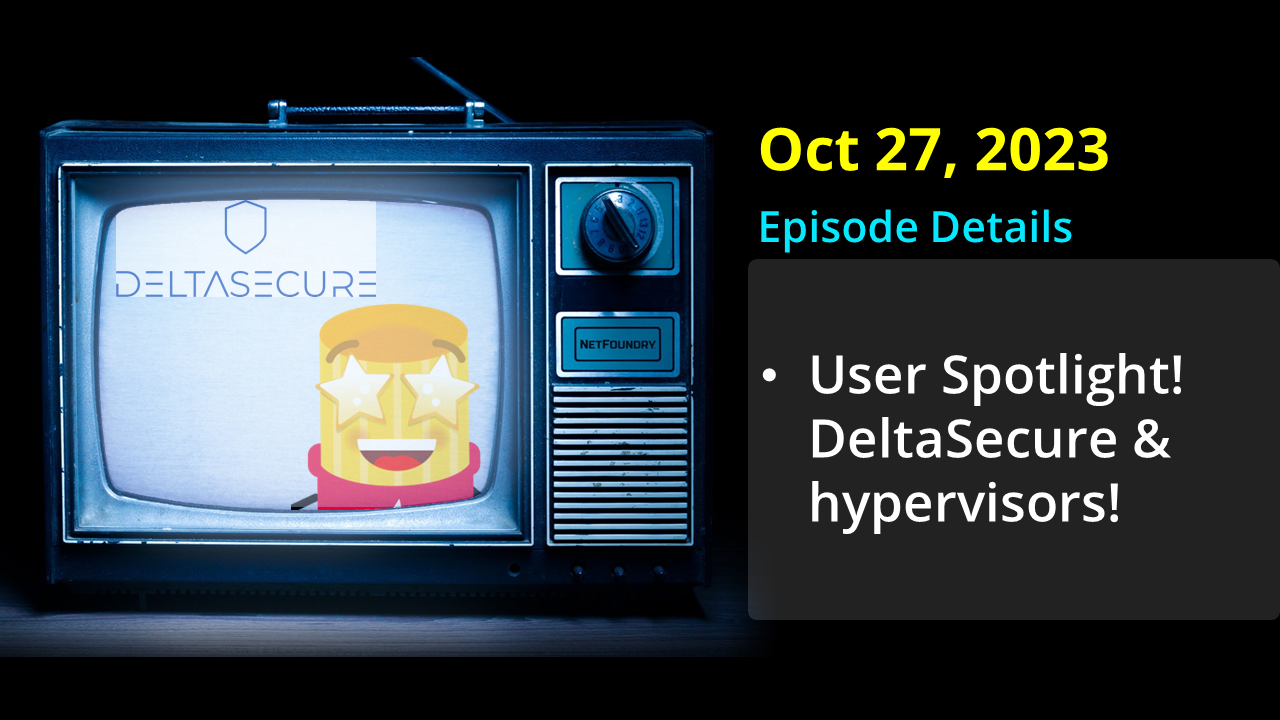 Oct 27, 2023
Episode Details
DELTASECURE
NETFOUNDRY
• User Spotlight!
DeltaSecure &
hypervisors!